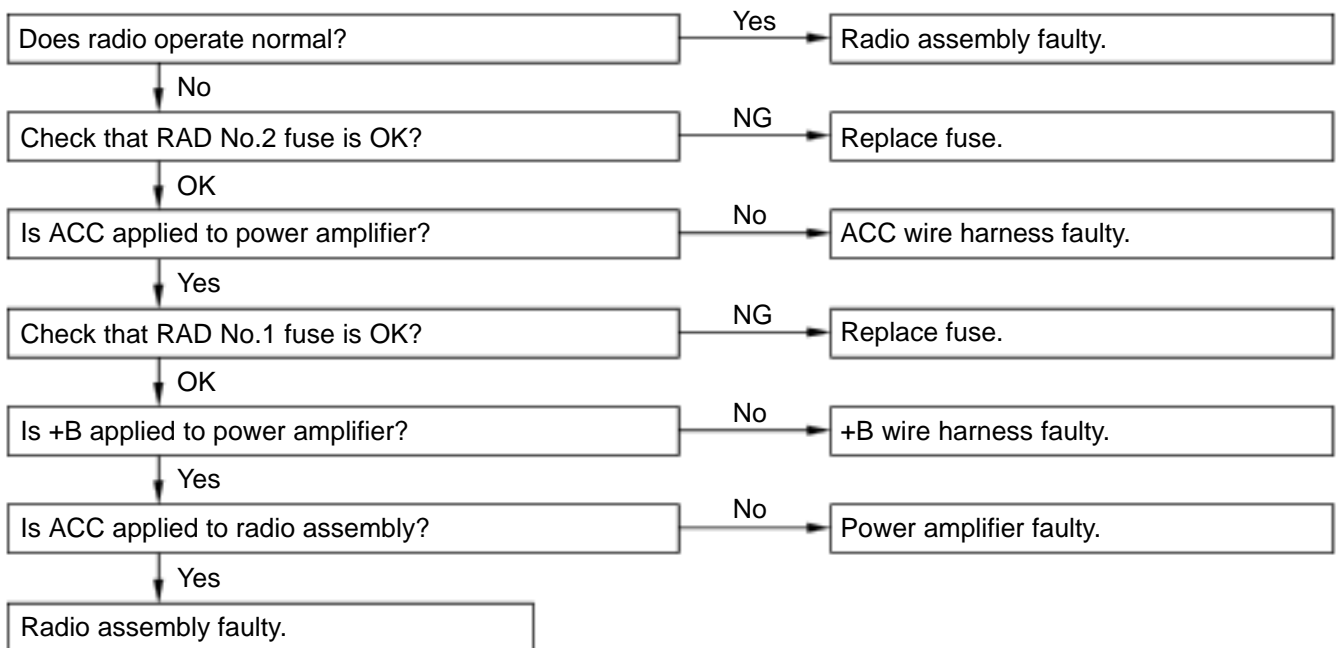 Does radio operate normal?
Yes
Radio assembly faulty.
No
Check that RAD No.2 fuse is OK?
NG
Replace fuse.
OK
Is ACC applied to power amplifier?
No
ACC wire harness faulty.
Yes
Check that RAD No.1 fuse is OK?
NG
Replace fuse.
OK
Is +B applied to power amplifier?
No
+B wire harness faulty.
Yes
Is ACC applied to radio assembly?
No
Power amplifier faulty.
Yes
Radio assembly faulty.